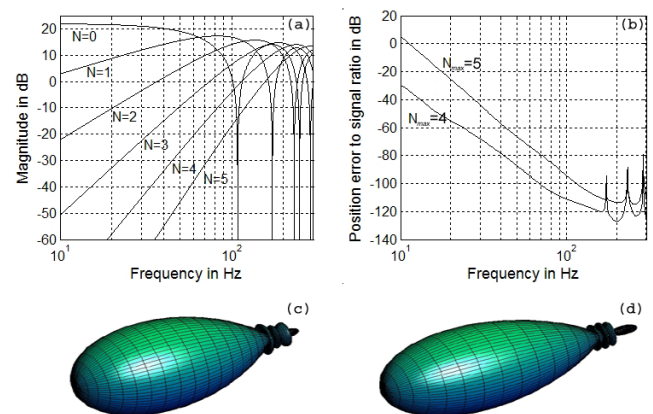 (a)
20
10
0
-10
-20
-30
-40
-50
-60
Magnitude in dB
N=0
N=1
N=2
N=3
N=4
N=5
10^1
10^2
Frequency in Hz
(b)
20
0
-20
-40
-60
-80
-100
-120
-140
Position error to signal ratio in dB
N_max=5
N_max=4
10^1
10^2
Frequency in Hz
(c)
(d)